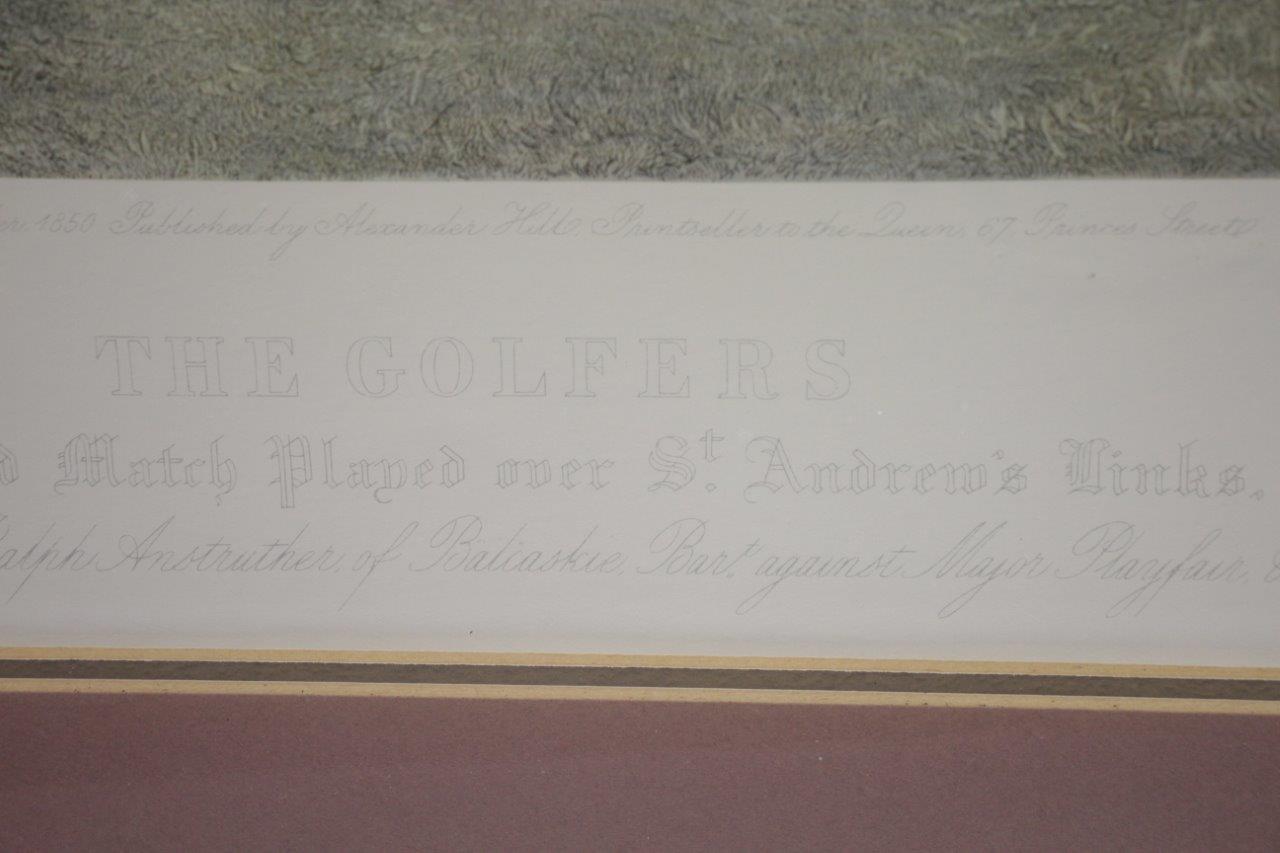 1850 Published by Alexander Hill, Printseller to the Queen, 67, Princes Street
THE GOLFERS
Match Played over St. Andrew's Links,
Ralph Anstruther, of Balcaskie, Bart. against Major Playfair,